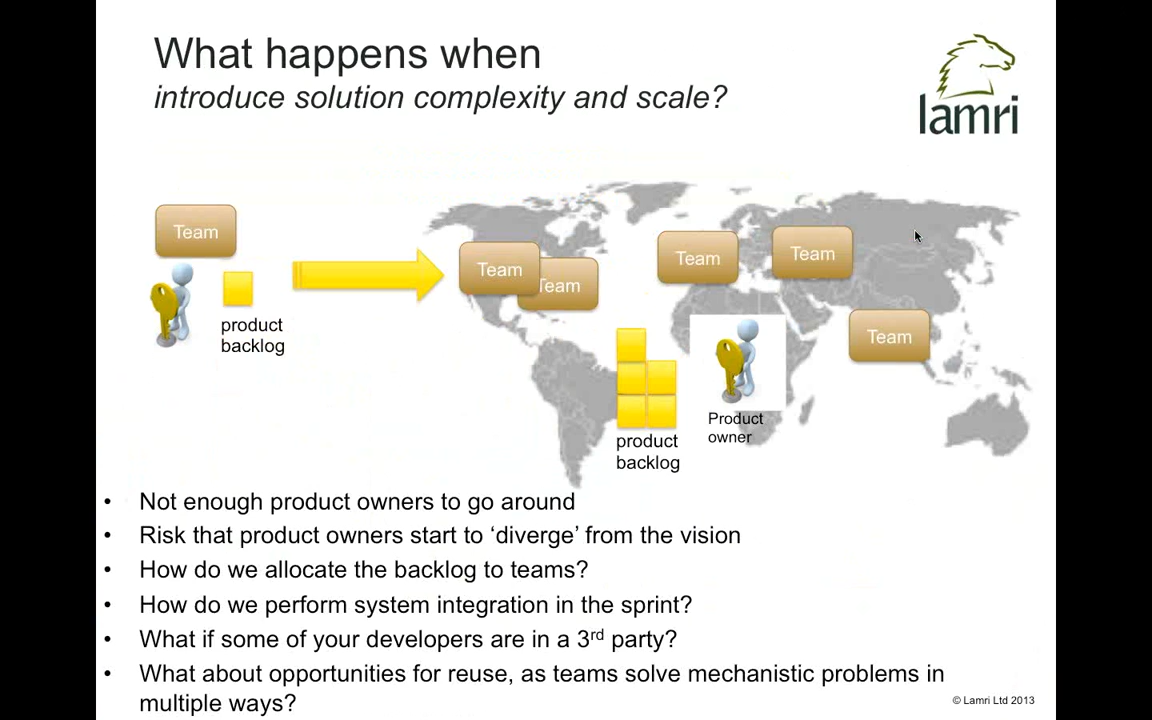 What happens when
introduce solution complexity and scale?
lamri
Team
product
backlog
Team
Team
Team
Team
Team
product
backlog
Product
owner
• Not enough product owners to go around
• Risk that product owners start to ‘diverge’ from the vision
• How do we allocate the backlog to teams?
• How do we perform system integration in the sprint?
• What if some of your developers are in a 3rd party?
• What about opportunities for reuse, as teams solve mechanistic problems in
multiple ways?
© Lamri Ltd 2013